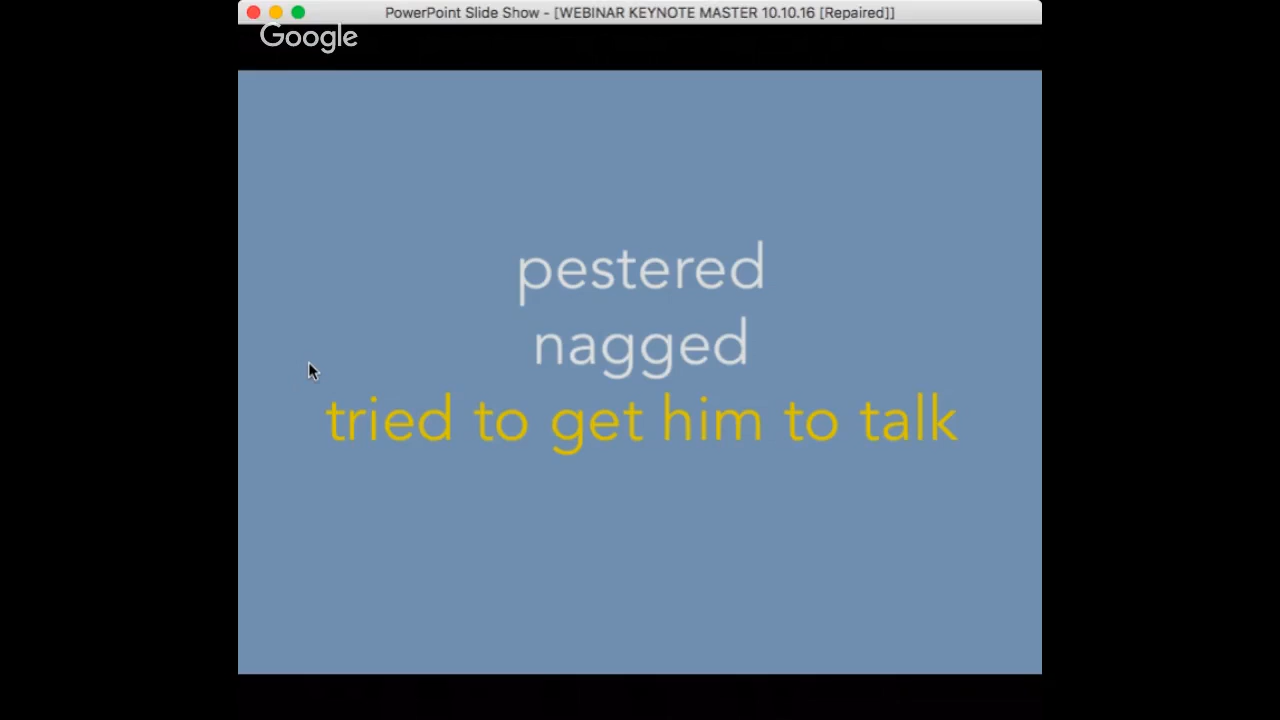 PowerPoint Slide Show - [WEBINAR KEYNOTE MASTER 10.10.16 [Repaired]]
Google
pestered
nagged
tried to get him to talk